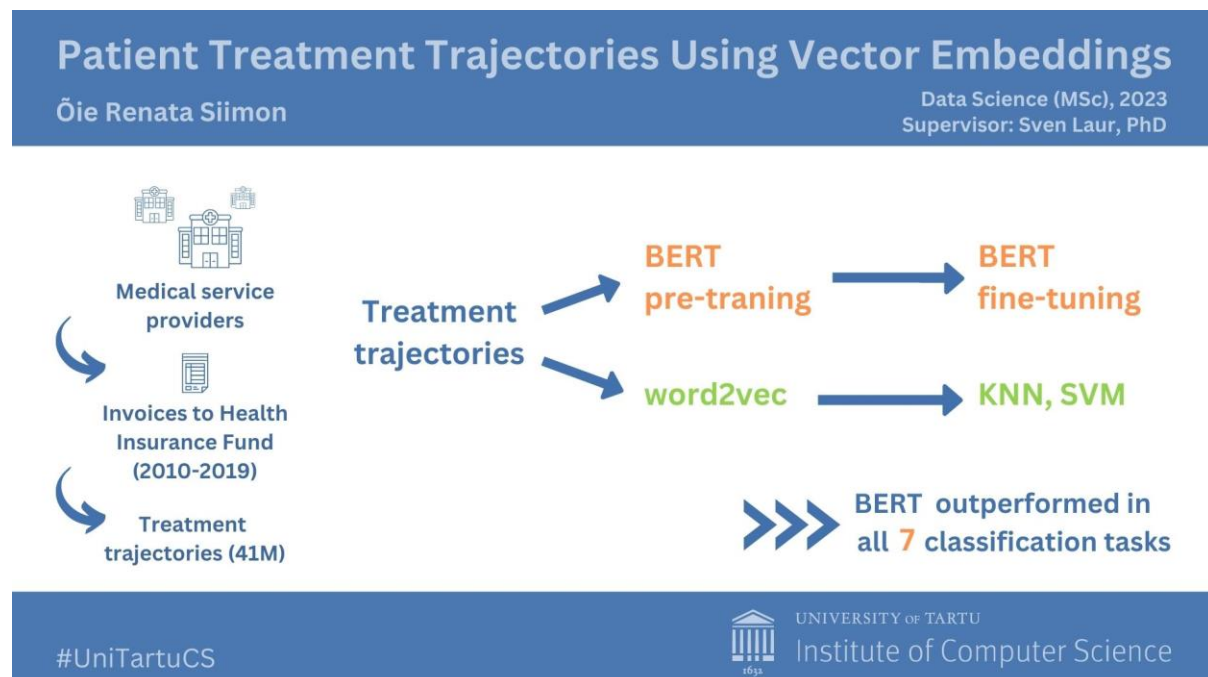 Patient Treatment Trajectories Using Vector Embeddings
Õie Renata Siimon
Data Science (MSc), 2023
Supervisor: Sven Laur, PhD
Medical service
providers
Invoices to Health
Insurance Fund
(2010-2019)
Treatment
trajectories (41M)
Treatment
trajectories
BERT
pre-traning
BERT
fine-tuning
word2vec
KNN, SVM
BERT outperformed in
all 7 classification tasks
#UniTartuCS
1632
UNIVERSITY OF TARTU
Institute of Computer Science